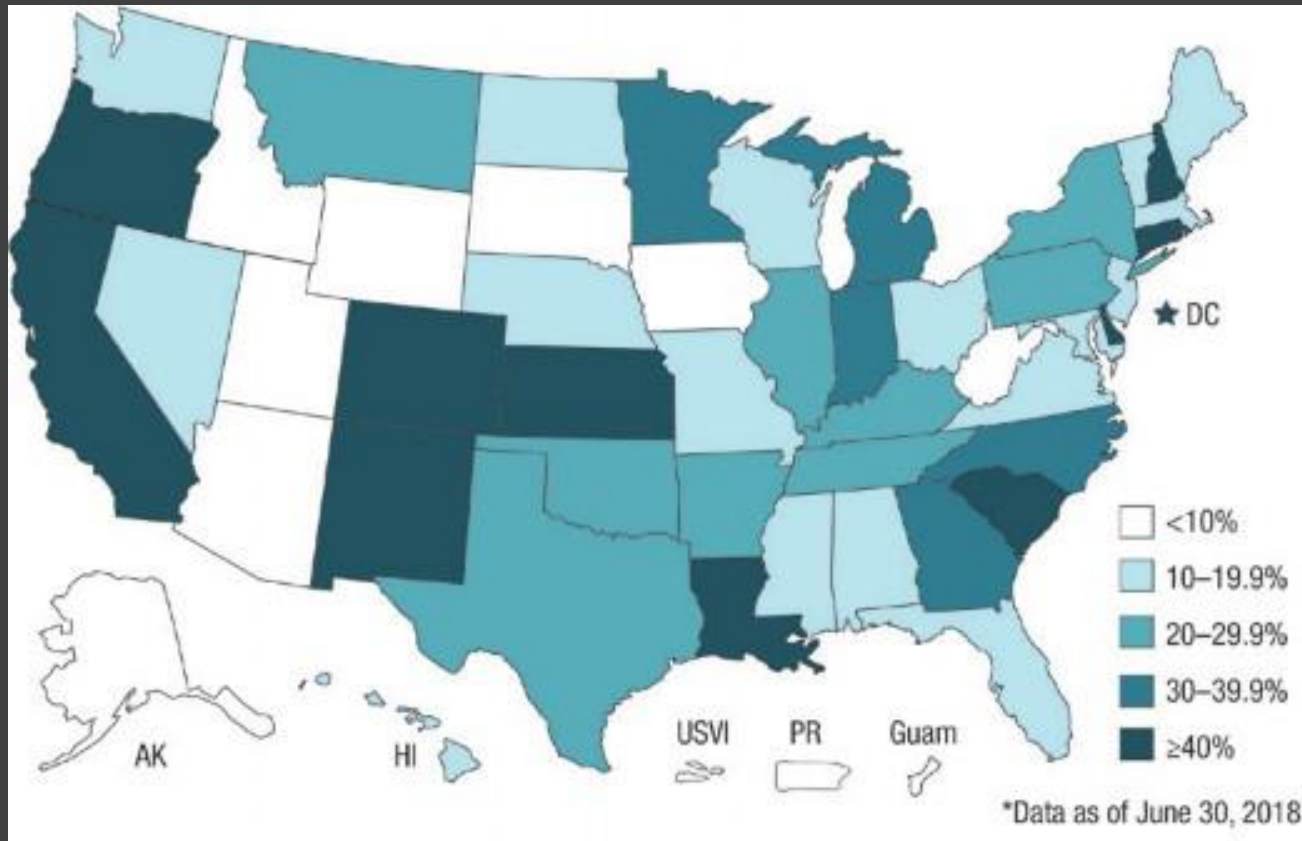 DC
<10%
10–19.9%
20–29.9%
30–39.9%
≥40%
AK
HI
USVI PR Guam
*Data as of June 30, 2018